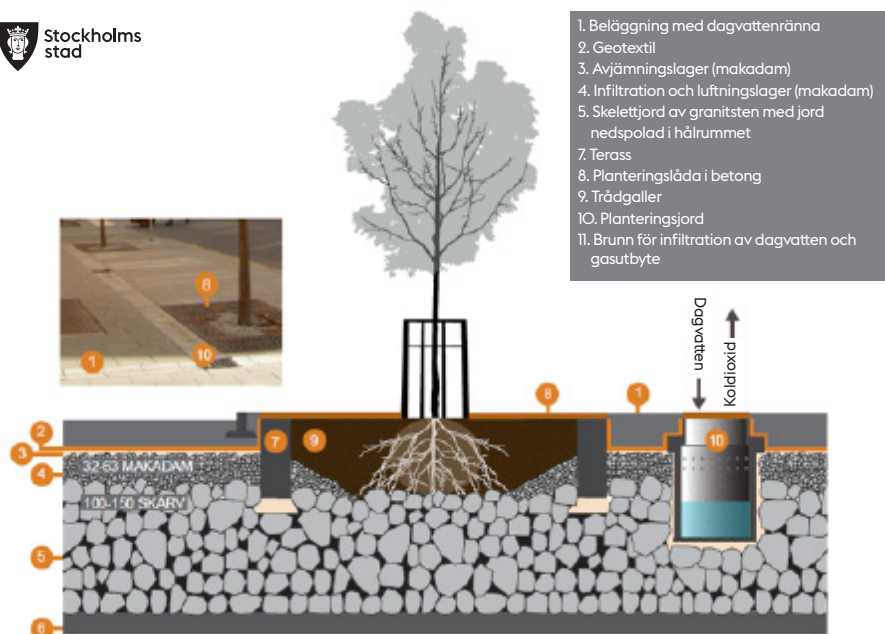 Stockholms
stad
1. Beläggning med dagvattenränna
2. Geotextil
3. Avjämningslager (makadam)
4. Infiltration och luftningslager (makadam)
5. Skelettjord av granitsten med jord
nedspolad i hålrummet
7. Terass
8. Planteringslåda i betong
9. Trädgaller
10. Planteringsjord
11. Brunn för infiltration av dagvatten och
gasutbyte
8
1
10
Dagvatten
Koldioxid
8
1
2
7
9
10
3
32-63 MAKADAM
4
100-150 SKARV
5
6